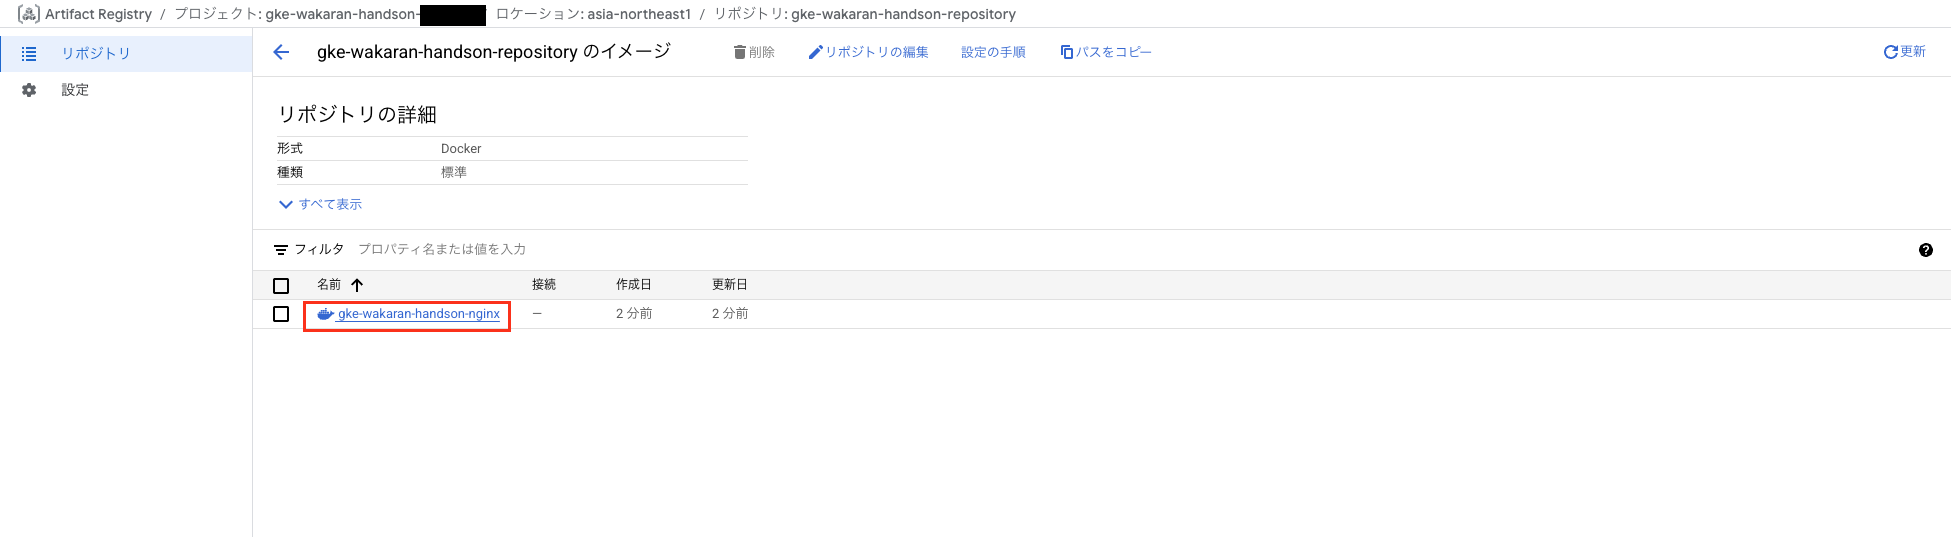 Artifact Registry / プロジェクト: gke-wakaran-handson- ロケーション: asia-northeast1 / リポジトリ: gke-wakaran-handson-repository
リポジトリ
設定
gke-wakaran-handson-repository のイメージ 削除 リポジトリの編集 設定の手順 パスをコピー 更新
リポジトリの詳細
形式 Docker
種類 標準
すべて表示
フィルタ プロパティ名または値を入力
名前 接続 作成日 更新日
gke-wakaran-handson-nginx — 2 分前 2 分前